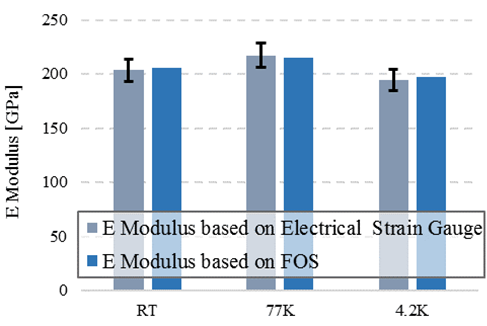 E Modulus [GPa]
250
200
150
100
50
0
E Modulus based on Electrical Strain Gauge
E Modulus based on FOS
RT
77K
4.2K